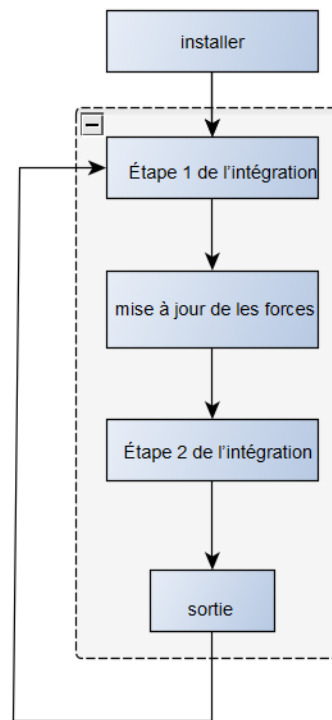 installer
Étape 1 de l'intégration
mise à jour de les forces
Étape 2 de l'intégration
sortie